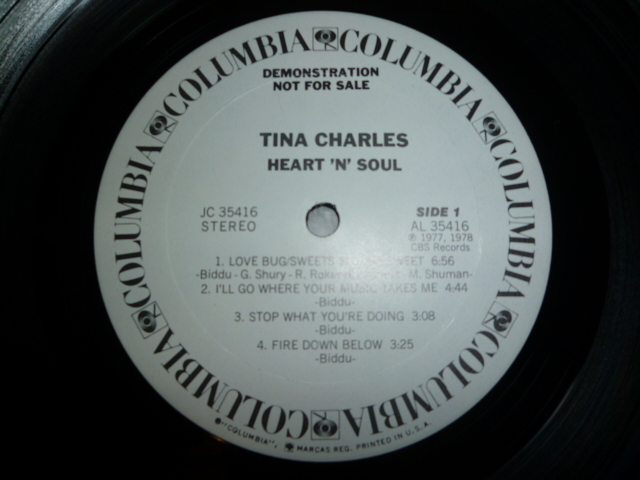 COLUMBIA COLUMBIA COLUMBIA COLUMBIA COLUMBIA COLUMBIA COLUMBIA
DEMONSTRATION
NOT FOR SALE
TINA CHARLES
HEART 'N' SOUL
JC 35416
STEREO
SIDE 1
AL 35416
℗ 1977, 1978
CBS Records
1. LOVE BUG/SWEETS SWEET 6:56
-Biddu - G. Shury - R. - M. Shuman-
2. I'LL GO WHERE YOUR MUSIC TAKES ME 4:44
-Biddu-
3. STOP WHAT YOU'RE DOING 3:08
-Biddu-
4. FIRE DOWN BELOW 3:25
-Biddu-
"COLUMBIA", MARCAS REG. PRINTED IN U.S.A.